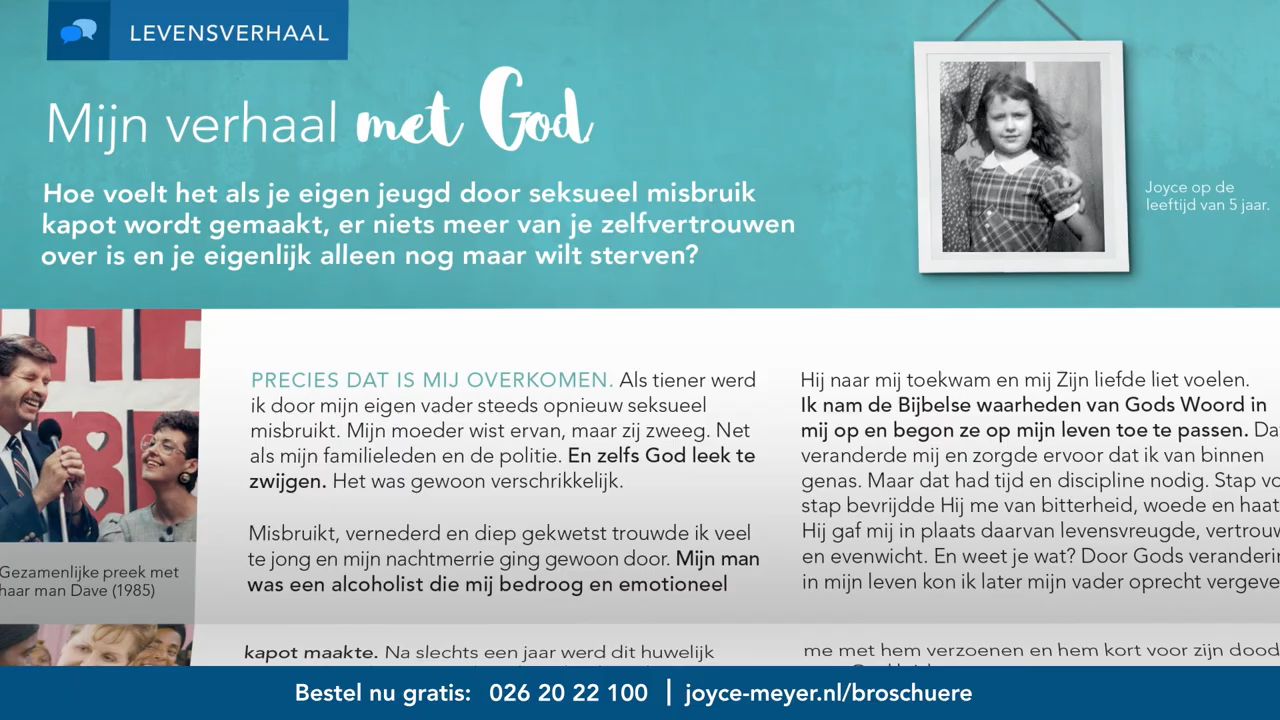 LEVENSVERHAAL
Mijn verhaal met God
Hoe voelt het als je eigen jeugd door seksueel misbruik
kapot wordt gemaakt, er niets meer van je zelfvertrouwen
over is en je eigenlijk alleen nog maar wilt sterven?
Joyce op de
leeftijd van 5 jaar.
Gezamenlijke preek met
haar man Dave (1985)
PRECIES DAT IS MIJ OVERKOMEN. Als tiener werd
ik door mijn eigen vader steeds opnieuw seksueel
misbruikt. Mijn moeder wist ervan, maar zij zweeg. Net
als mijn familieleden en de politie. En zelfs God leek te
zwijgen. Het was gewoon verschrikkelijk.
Misbruikt, vernederd en diep gekwetst trouwde ik veel
te jong en mijn nachtmerrie ging gewoon door. Mijn man
was een alcoholist die mij bedroog en emotioneel
kapot maakte. Na slechts een jaar werd dit huwelijk
Hij naar mij toekwam en mij Zijn liefde liet voelen.
Ik nam de Bijbelse waarheden van Gods Woord in
mij op en begon ze op mijn leven toe te passen. Da
veranderde mij en zorgde ervoor dat ik van binnen
genas. Maar dat had tijd en discipline nodig. Stap vo
stap bevrijdde Hij me van bitterheid, woede en haat
Hij gaf mij in plaats daarvan levensvreugde, vertrouw
en evenwicht. En weet je wat? Door Gods veranderin
in mijn leven kon ik later mijn vader oprecht vergeve
me met hem verzoenen en hem kort voor zijn dood
Bestel nu gratis: 026 20 22 100 | joyce-meyer.nl/broschuere